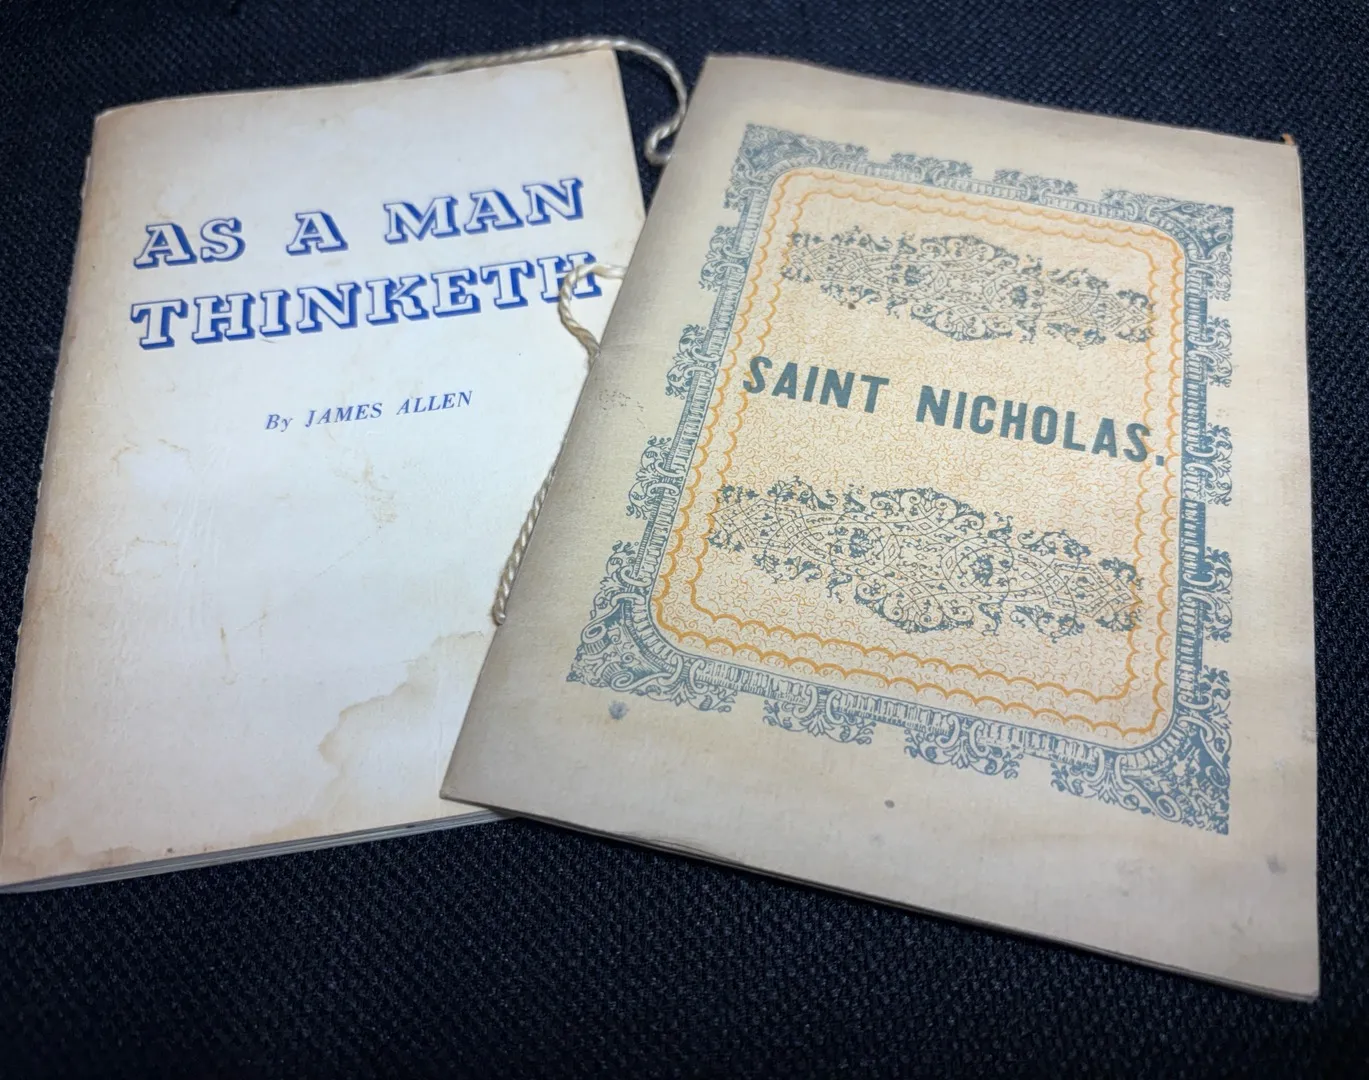 AS A MAN
THINKETH
By JAMES ALLEN
SAINT NICHOLAS.